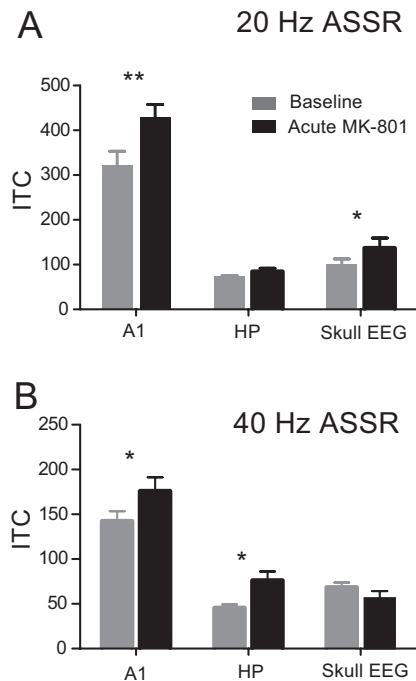 A
20 Hz ASSR
**
Baseline
Acute MK-801
*
ITC
500
400
300
200
100
0
A1
HP
Skull EEG
B
40 Hz ASSR
*
*
ITC
250
200
150
100
50
0
A1
HP
Skull EEG